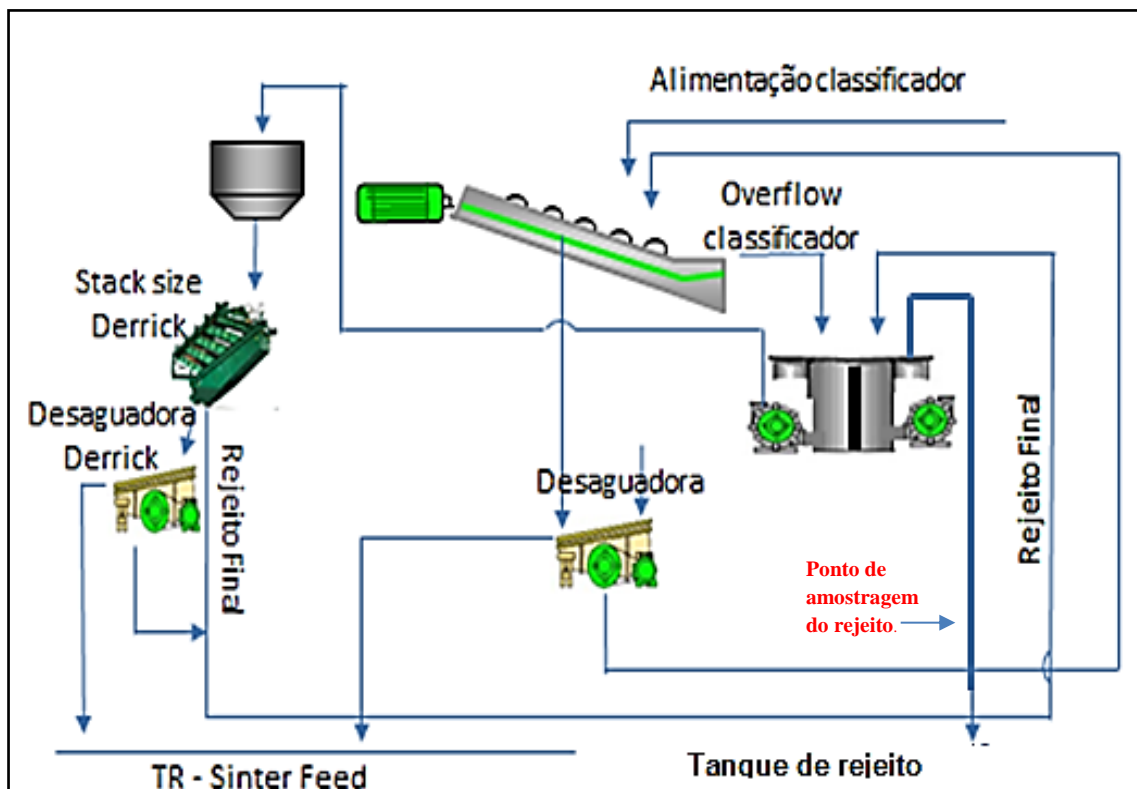 Alimentação classificador
Overflow
classificador
Stack size
Derrick
Desaguadora
Derrick
Rejeito Final
Desaguadora
Rejeito Final
Ponto de
amostragem
do rejeito.
TR - Sinter Feed
Tanque de rejeito